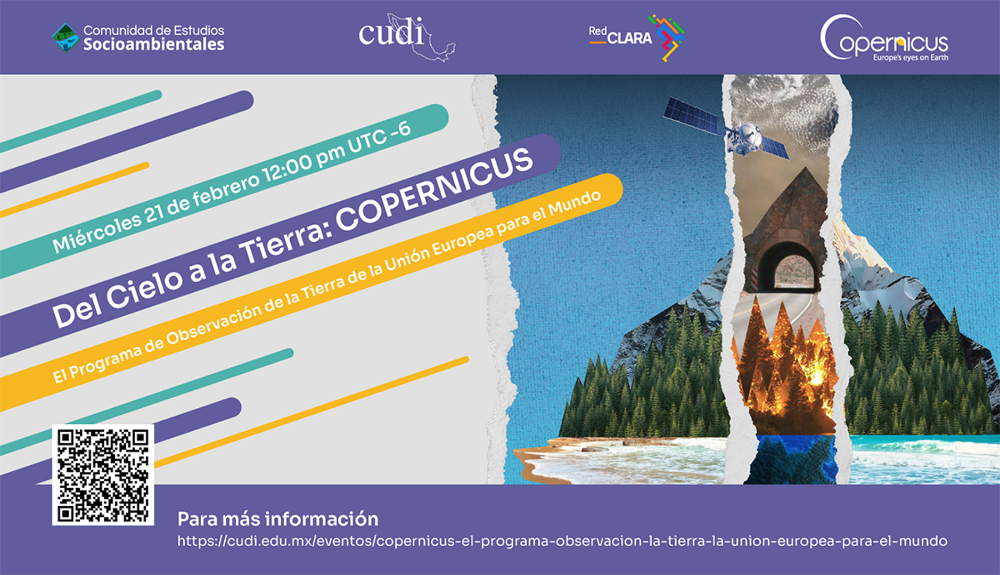 Comunidad de Estudios
Socioambientales
cudi
Red
CLARA
Copernicus
Europe's eyes on Earth
Miércoles 21 de febrero 12:00 pm UTC -6
Del Cielo a la Tierra: COPERNICUS
El Programa de Observación de la Tierra de la Unión Europea para el Mundo
Para más información
https://cudi.edu.mx/eventos/copernicus-el-programa-observacion-la-tierra-la-union-europea-para-el-mundo